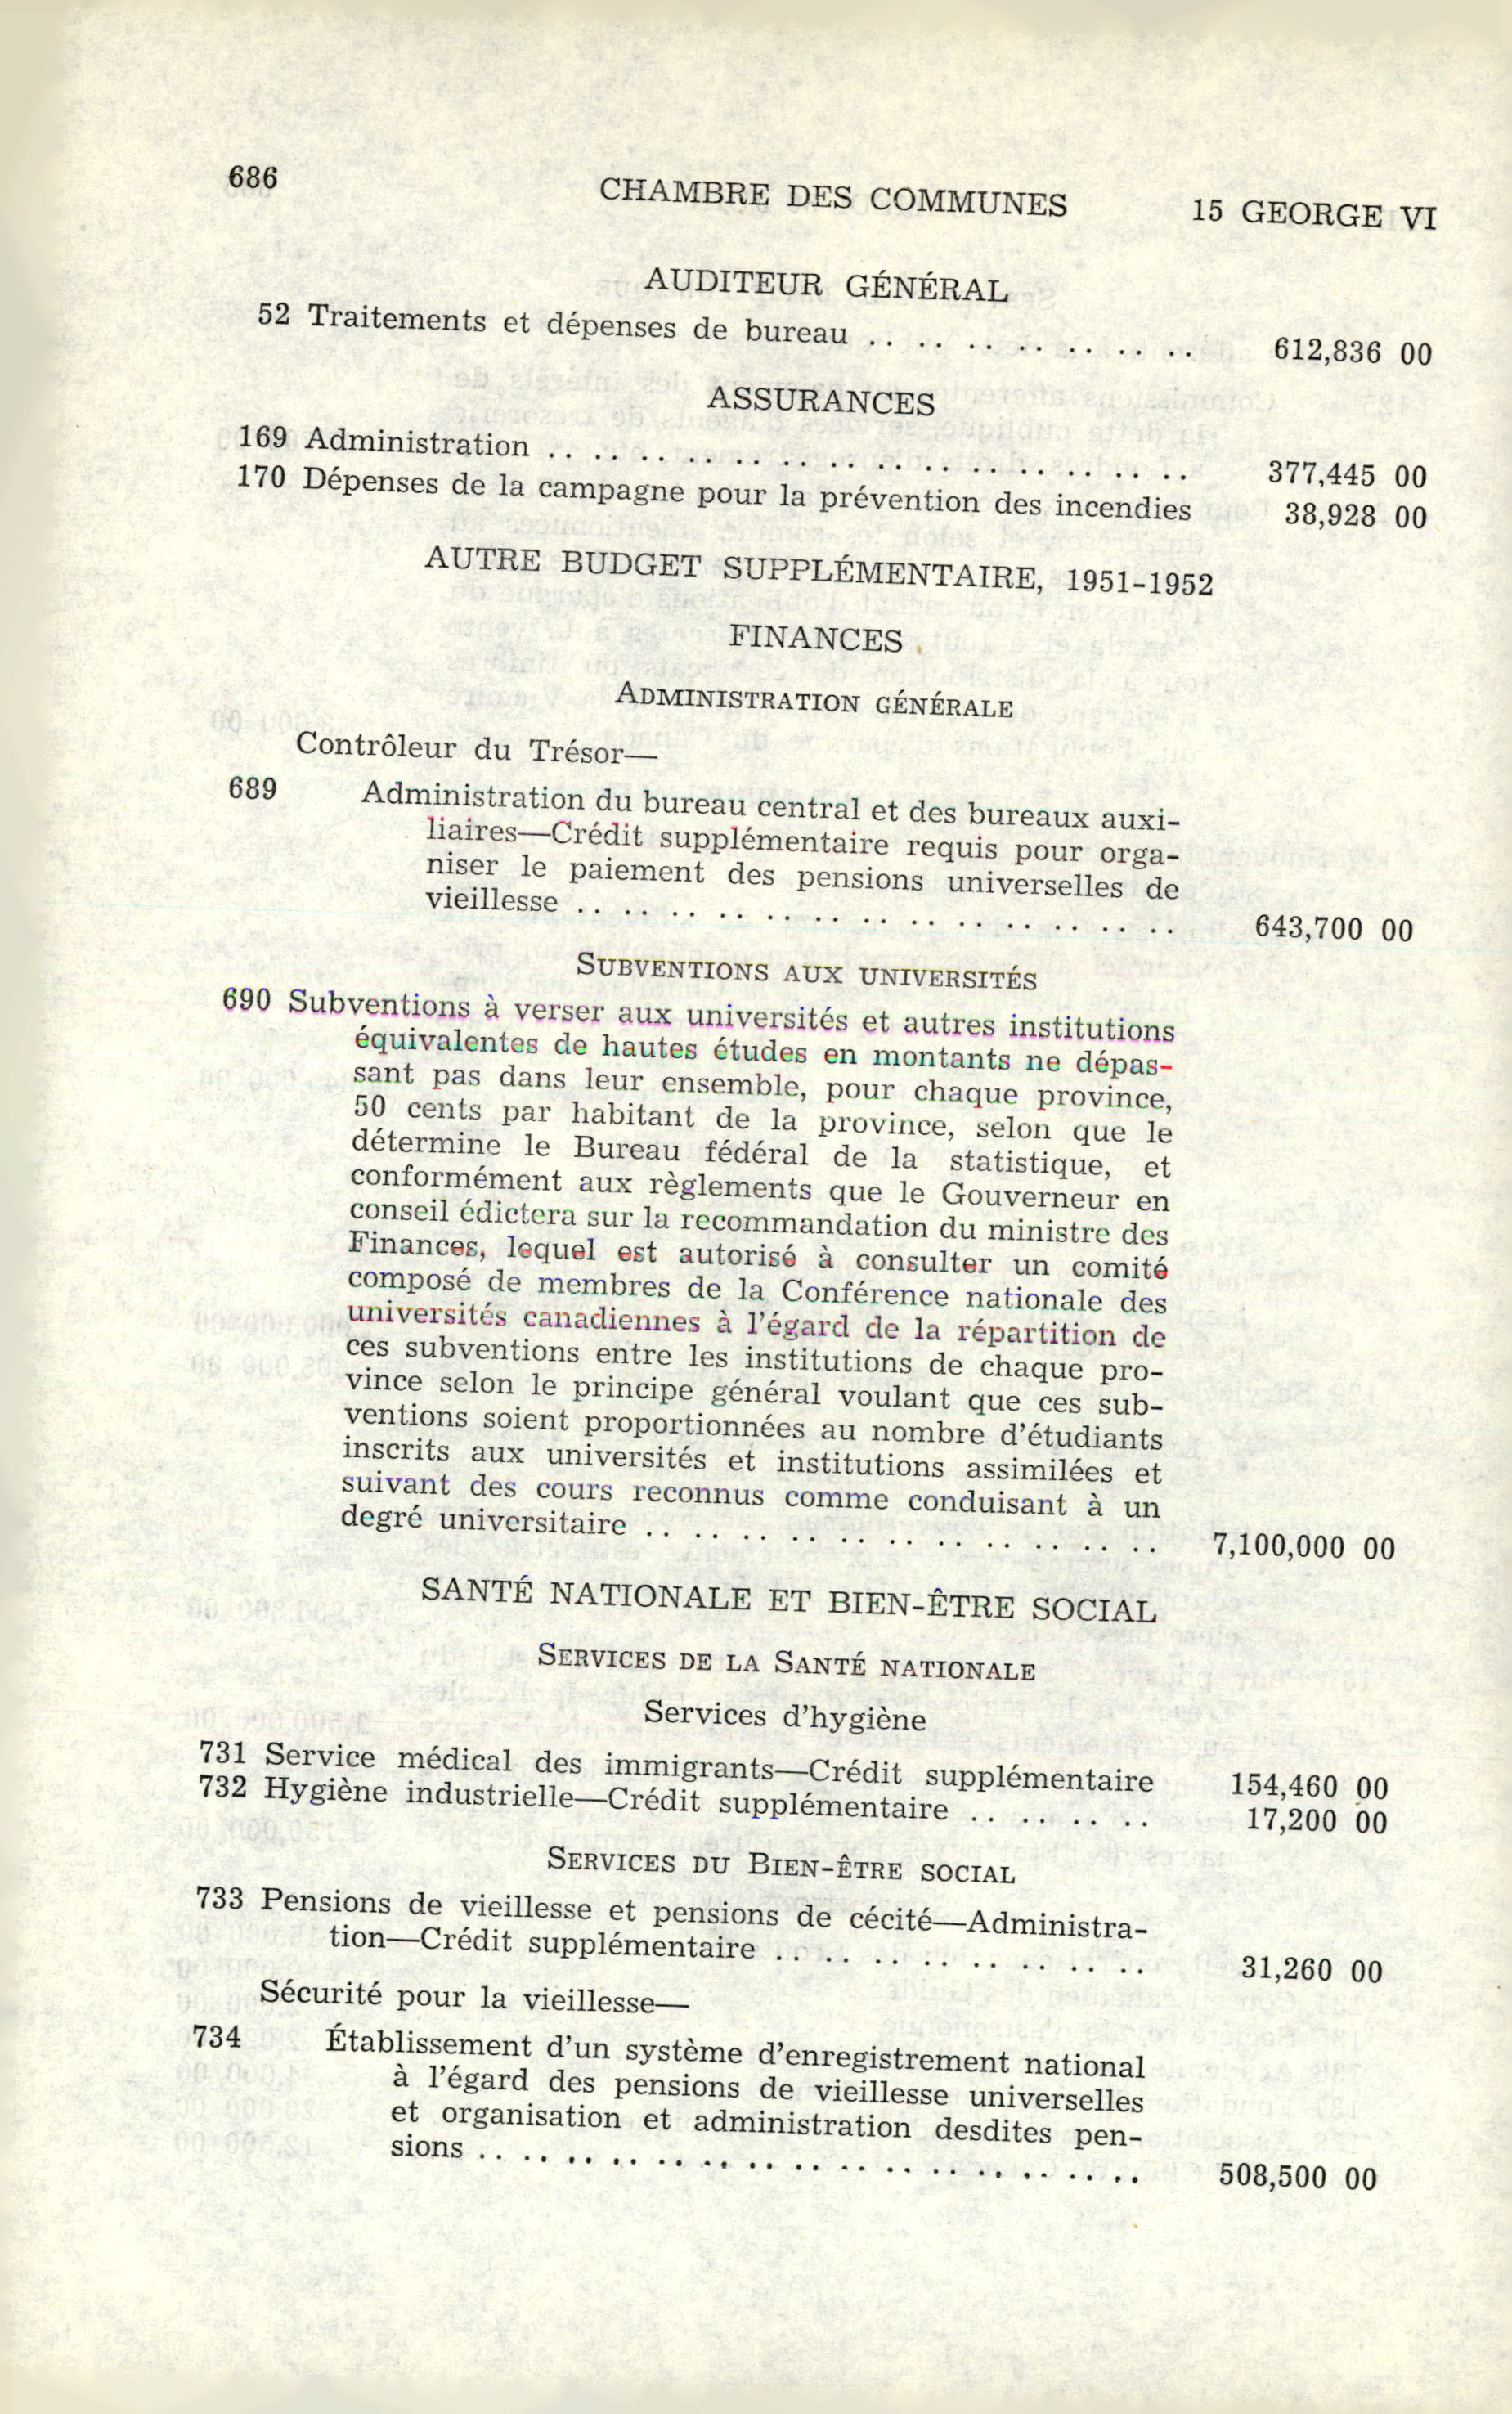 686
CHAMBRE DES COMMUNES
15 GEORGE VI
AUDITEUR GÉNÉRAL
52 Traitements et dépenses de bureau . . . . . . . . . . . . . . 612,836 00
ASSURANCES
169 Administration . . . . . . . . . . . . . . . . . . . . . . . . . . . . 377,445 00
170 Dépenses de la campagne pour la prévention des incendies 38,928 00
AUTRE BUDGET SUPPLÉMENTAIRE, 1951-1952
FINANCES
ADMINISTRATION GÉNÉRALE
Contrôleur du Trésor—
689 Administration du bureau central et des bureaux auxi-
liaires—Crédit supplémentaire requis pour orga-
niser le paiement des pensions universelles de
vieillesse . . . . . . . . . . . . . . . . . . . . . . . . . . 643,700 00
SUBVENTIONS AUX UNIVERSITÉS
690 Subventions à verser aux universités et autres institutions
équivalentes de hautes études en montants ne dépas-
sant pas dans leur ensemble, pour chaque province,
50 cents par habitant de la province, selon que le
détermine le Bureau fédéral de la statistique, et
conformément aux règlements que le Gouverneur en
conseil édictera sur la recommandation du ministre des
Finances, lequel est autorisé à consulter un comité
composé de membres de la Conférence nationale des
universités canadiennes à l'égard de la répartition de
ces subventions entre les institutions de chaque pro-
vince selon le principe général voulant que ces sub-
ventions soient proportionnées au nombre d'étudiants
inscrits aux universités et institutions assimilées et
suivant des cours reconnus comme conduisant à un
degré universitaire . . . . . . . . . . . . . . . . . . . . . . 7,100,000 00
SANTÉ NATIONALE ET BIEN-ÊTRE SOCIAL
SERVICES DE LA SANTÉ NATIONALE
Services d'hygiène
731 Service médical des immigrants—Crédit supplémentaire 154,460 00
732 Hygiène industrielle—Crédit supplémentaire . . . . . . . . 17,200 00
SERVICES DU BIEN-ÊTRE SOCIAL
733 Pensions de vieillesse et pensions de cécité—Administra-
tion—Crédit supplémentaire . . . . . . . . . . . . . . . . 31,260 00
Sécurité pour la vieillesse—
734 Établissement d'un système d'enregistrement national
à l'égard des pensions de vieillesse universelles
et organisation et administration desdites pen-
sions . . . . . . . . . . . . . . . . . . . . . . . . . . . . . . 508,500 00